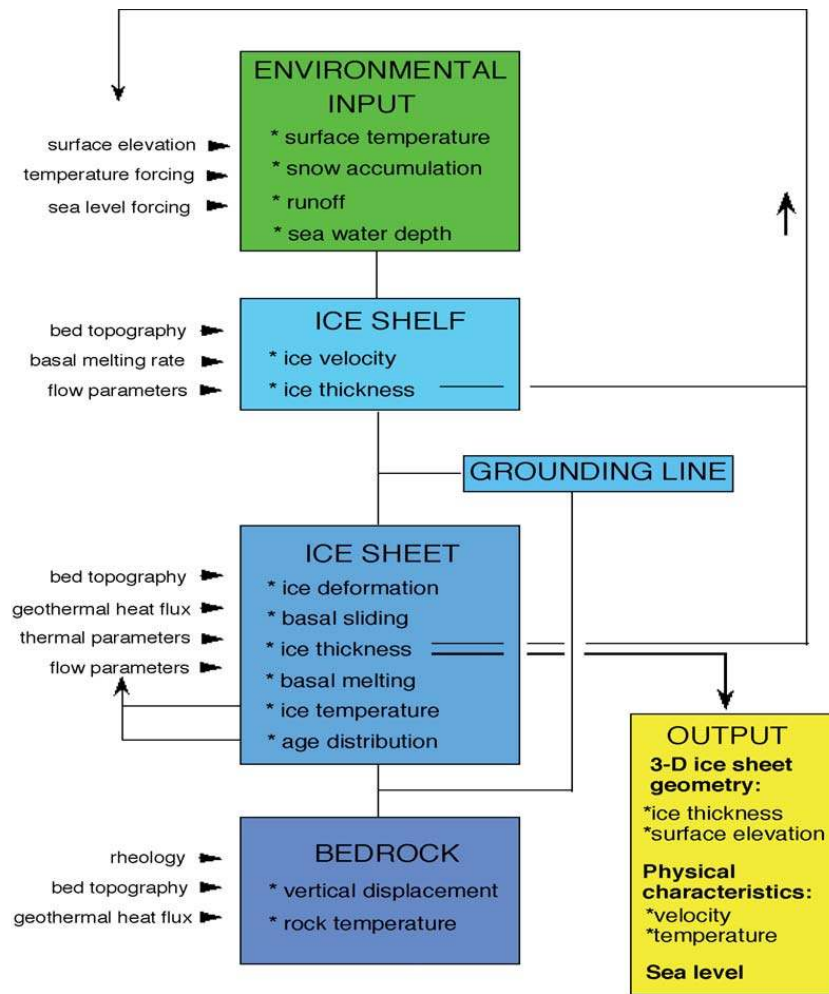 ENVIRONMENTAL
INPUT
surface elevation
temperature forcing
sea level forcing
* surface temperature
* snow accumulation
* runoff
* sea water depth
ICE SHELF
bed topography
basal melting rate
flow parameters
* ice velocity
* ice thickness
GROUNDING LINE
ICE SHEET
bed topography
geothermal heat flux
thermal parameters
flow parameters
* ice deformation
* basal sliding
* ice thickness
* basal melting
* ice temperature
* age distribution
BEDROCK
rheology
bed topography
geothermal heat flux
* vertical displacement
* rock temperature
OUTPUT
3-D ice sheet
geometry:
*ice thickness
*surface elevation
Physical
characteristics:
*velocity
*temperature
Sea level